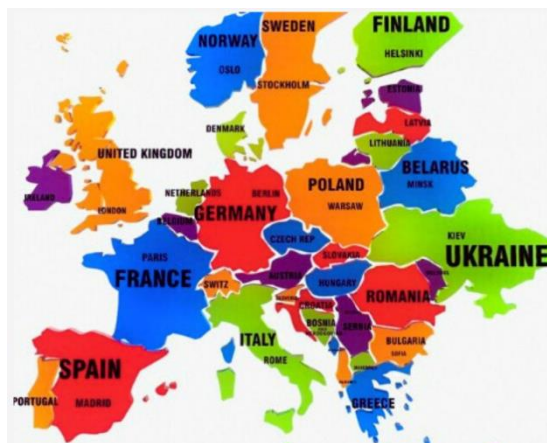 SWEDEN
FINLAND
NORWAY
HELSINKI
OSLO
STOCKHOLM
ESTONIA
LATVIA
DENMARK
LITHUANIA
UNITED KINGDOM
BELARUS
MINSK
IRELAND
NETHERLANDS
BERLIN
POLAND
LONDON
GERMANY
WARSAW
BELGIUM
KIEV
CZECH REP
UKRAINE
PARIS
SLOVAKIA
FRANCE
AUSTRIA
SWITZ
HUNGARY
ROMANIA
CROATIA
BOSNIA
SERBIA
ITALY
BULGARIA
ROME
SOFIA
SPAIN
PORTUGAL
MADRID
GREECE